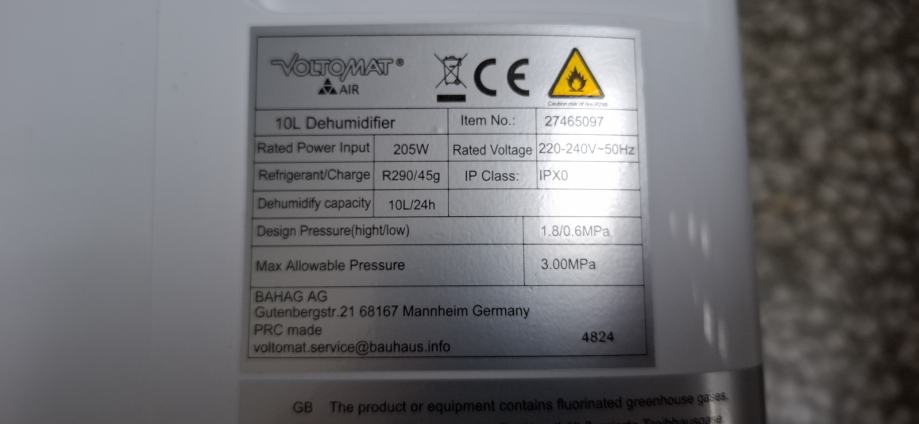 VOLTOMAT®
AIR
Caution risk of fire R290
10L Dehumidifier Item No.: 27465097
Rated Power Input 205W Rated Voltage 220-240V~50Hz
Refrigerant/Charge R290/45g IP Class: IPX0
Dehumidify capacity 10L/24h
Design Pressure(hight/low) 1.8/0.6MPa
Max Allowable Pressure 3.00MPa
BAHAG AG
Gutenbergstr.21 68167 Mannheim Germany
PRC made
voltomat.service@bauhaus.info 4824
GB The product or equipment contains fluorinated greenhouse gases.